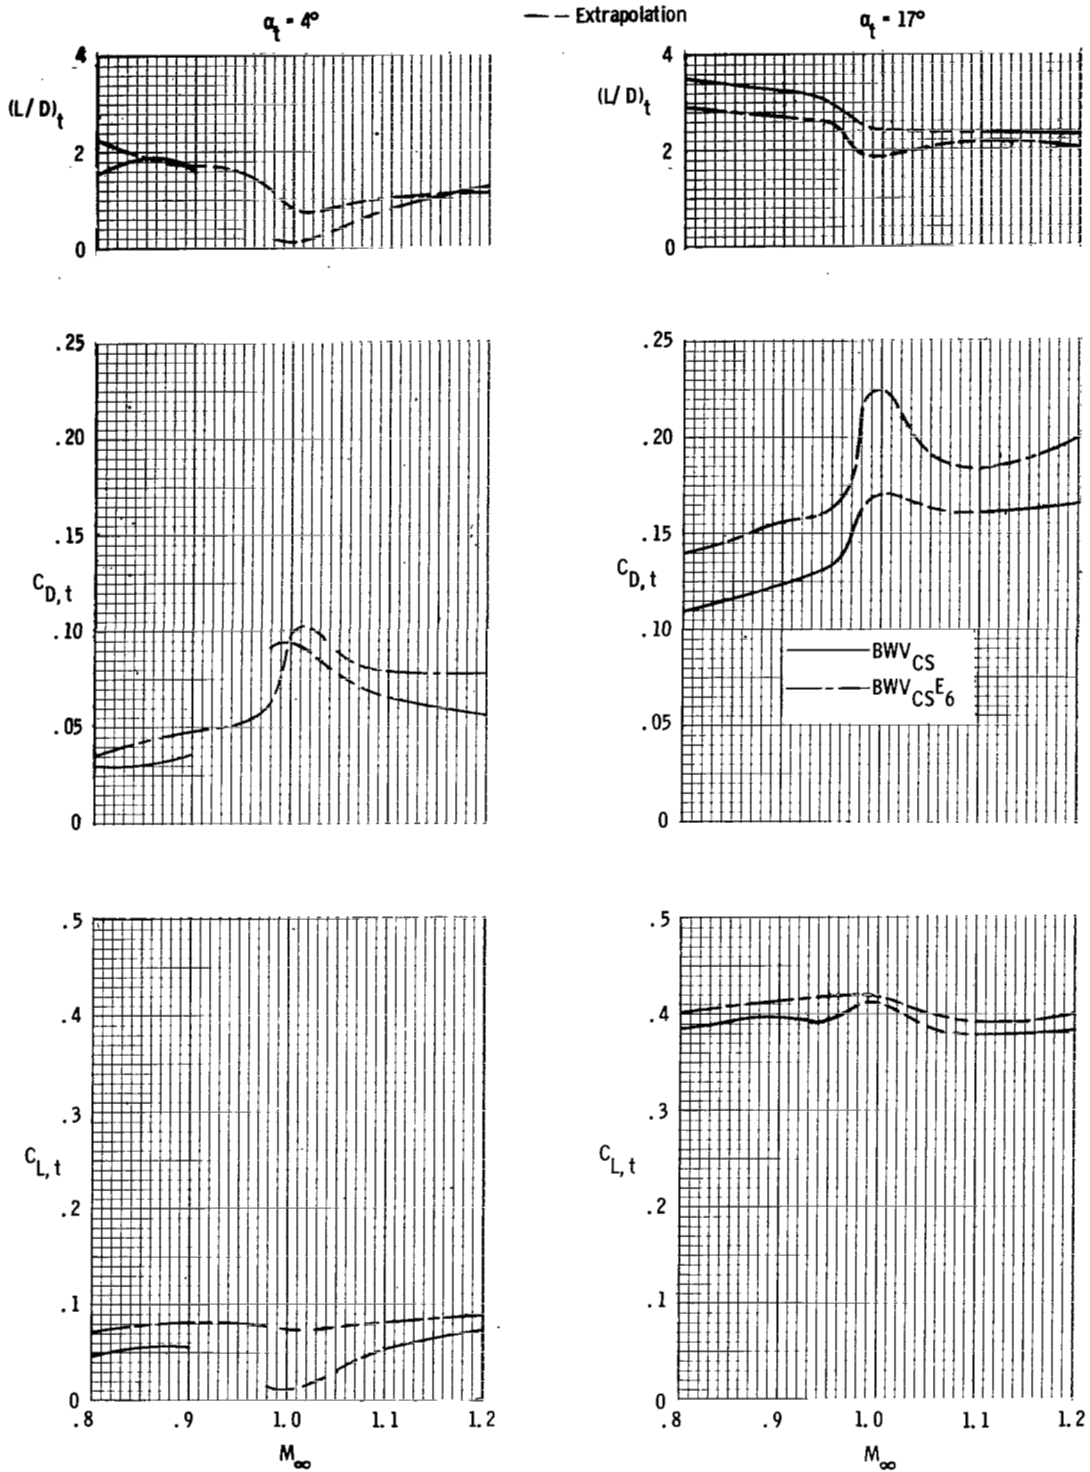 α_t = 4°
Extrapolation
α_t = 17°
4
(L/D)_t
2
0
4
(L/D)_t
2
0
.25
.20
.15
C_D,t
.10
.05
0
.25
.20
.15
C_D,t
.10
BWV_CS
BWV_CS E_6
.05
0
.5
.4
.3
C_L,t
.2
.1
0
.8 .9 1.0 1.1 1.2
M_∞
.5
.4
.3
C_L,t
.2
.1
0
.8 .9 1.0 1.1 1.2
M_∞